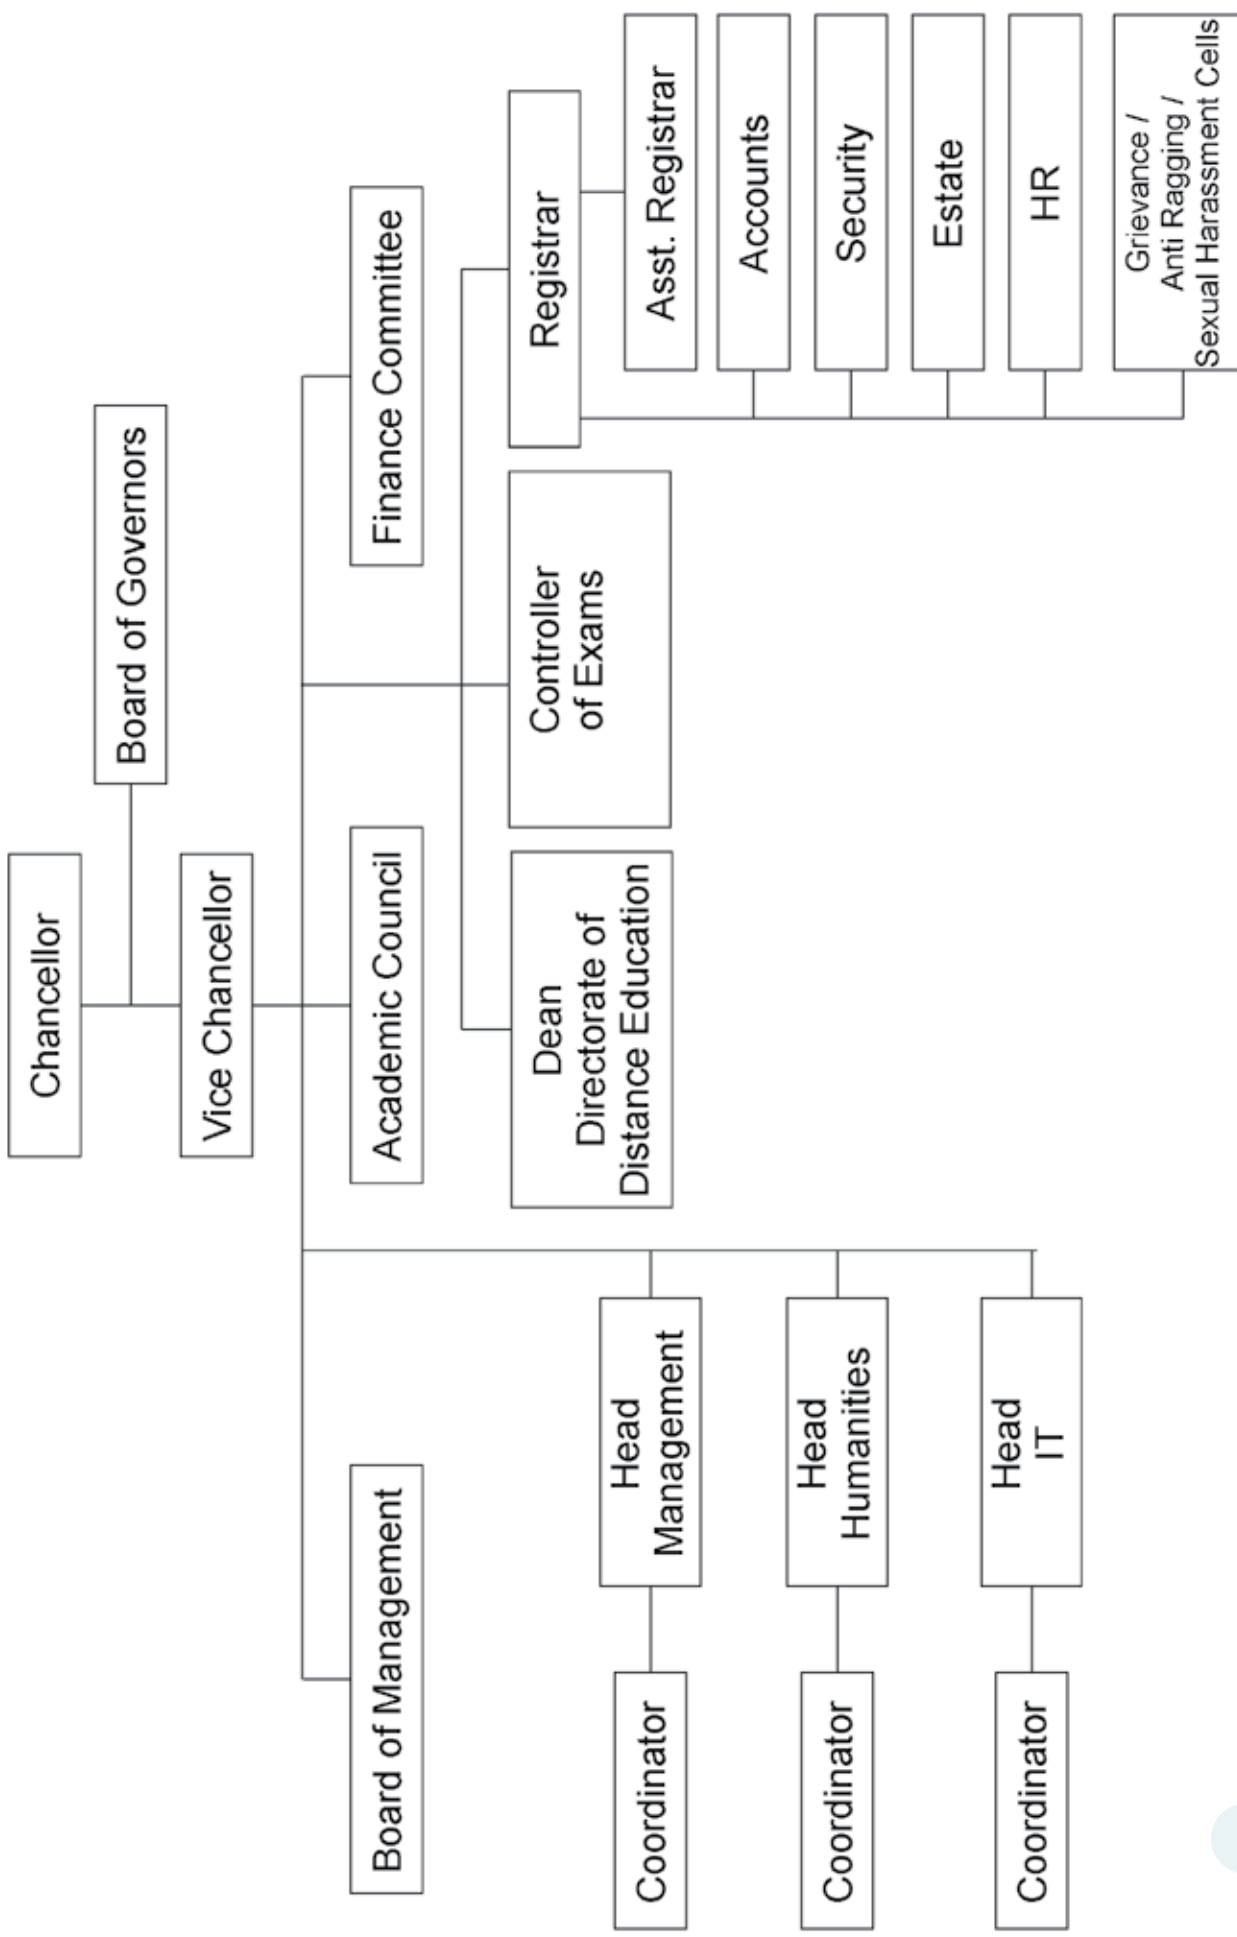 Chancellor
Board of Governors
Vice Chancellor
Board of Management
Academic Council
Finance Committee
Dean
Directorate of
Distance Education
Controller
of Exams
Registrar
Head
Management
Coordinator
Head
Humanities
Coordinator
Head
IT
Coordinator
Asst. Registrar
Accounts
Security
Estate
HR
Grievance /
Anti Ragging /
Sexual Harassment Cells